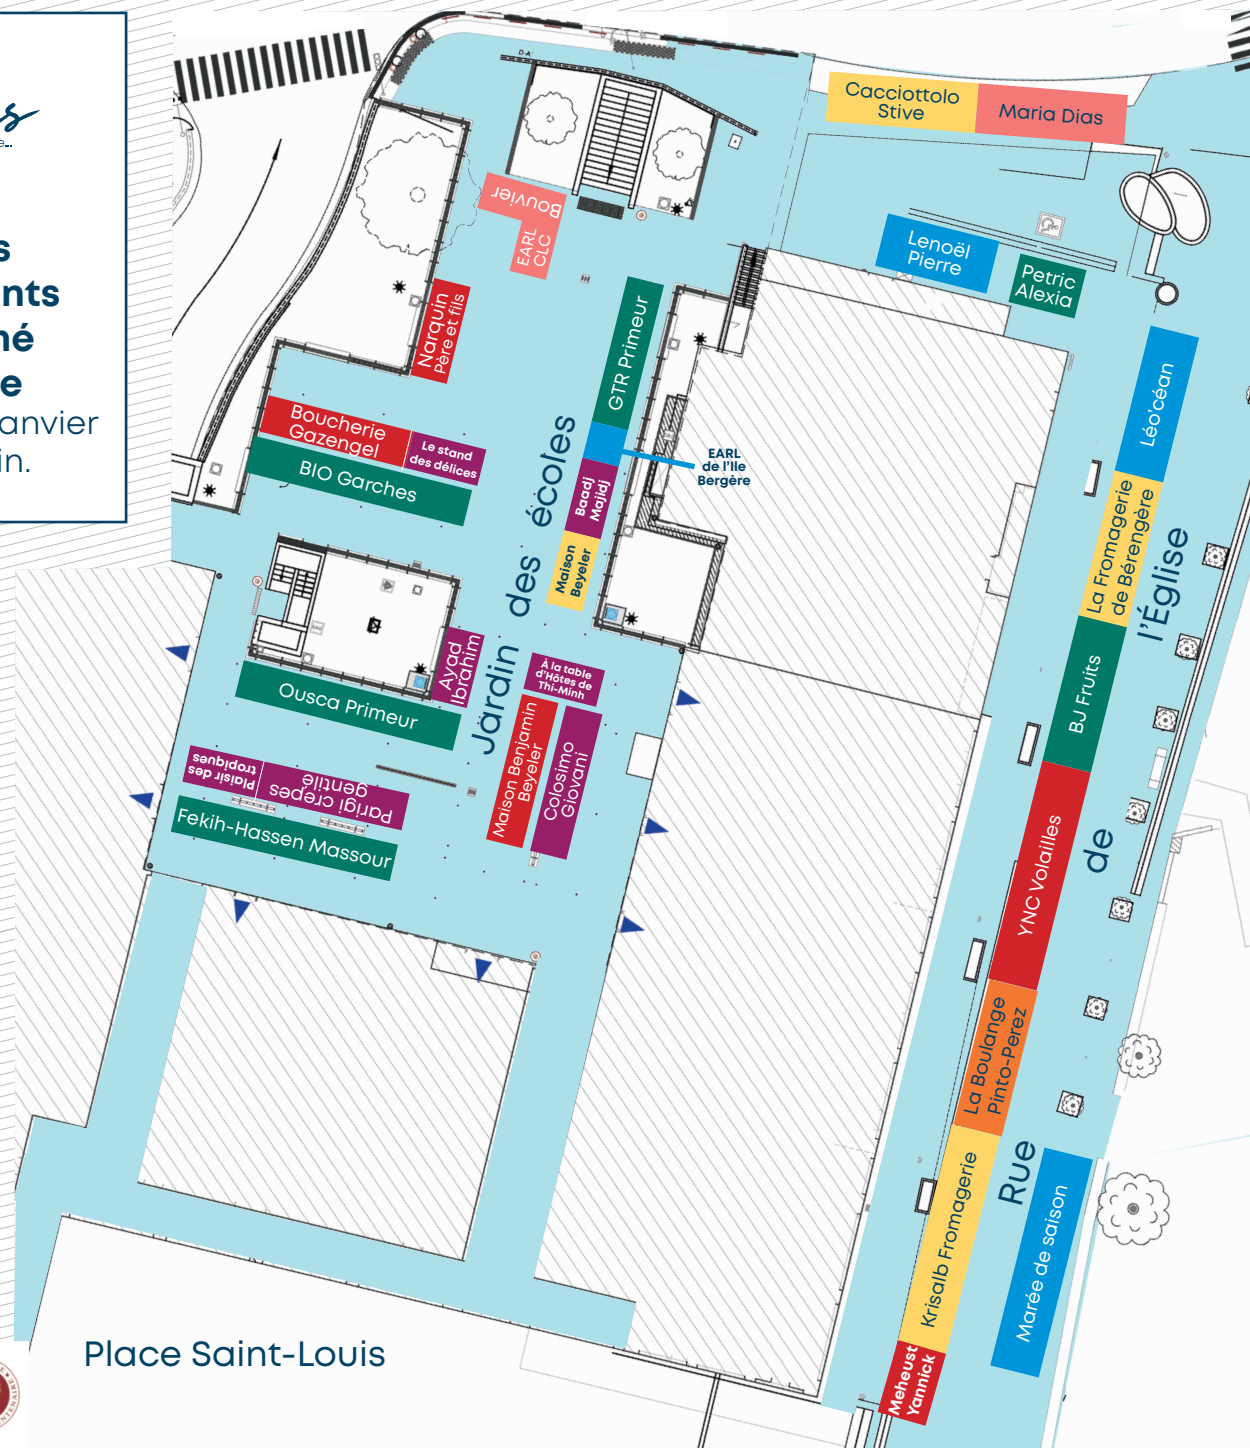 s
nts
né
e
anvier
in.
D-A'
Cacciottolo
Stive
Maria Dias
Bouvier
EARL
CLC
Lenoël
Pierre
Petric
Alexia
Narquin
Père et fils
GTR Primeur
Léo'céan
Boucherie
Gazengel
Le stand
des délices
BIO Garches
EARL
de l'Ile
Bergère
Baadj
Majidj
Maison
Beyeler
La Fromagerie
de Bérengère
Jardin des écoles
Ayad
Ibrahim
Ousca Primeur
À la table
d'Hôtes de
Thi-Minh
BJ Fruits
Maison Benjamin
Beyeler
Colosimo
Giovani
Plaisir des
tropiques
Parigi crêpes
gentile
Fekih-Hassen Massour
YNC Volailles
La Boulange
Pinto-Perez
Rue de l'Église
Krisalb Fromagerie
Marée de saison
Meheust
Yannick
Place Saint-Louis